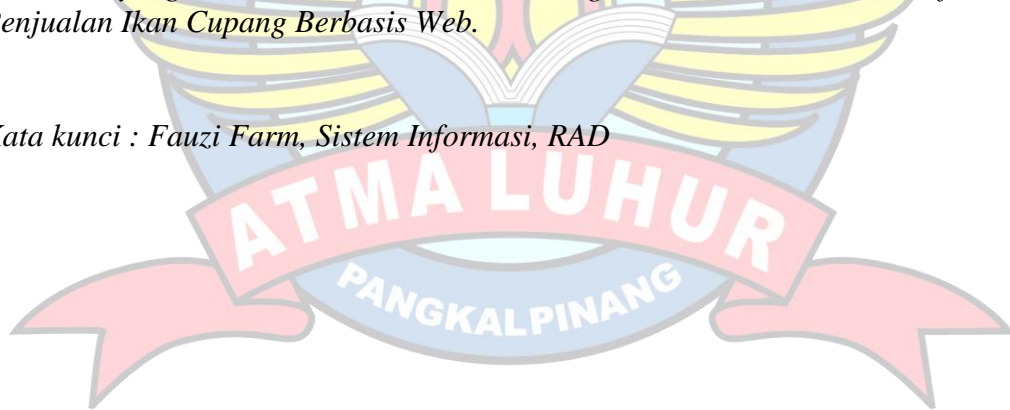 Penjualan Ikan Cupang Berbasis Web.
Kata kunci : Fauzi Farm, Sistem Informasi, RAD
ATMA LUHUR
PANGKALPINANG